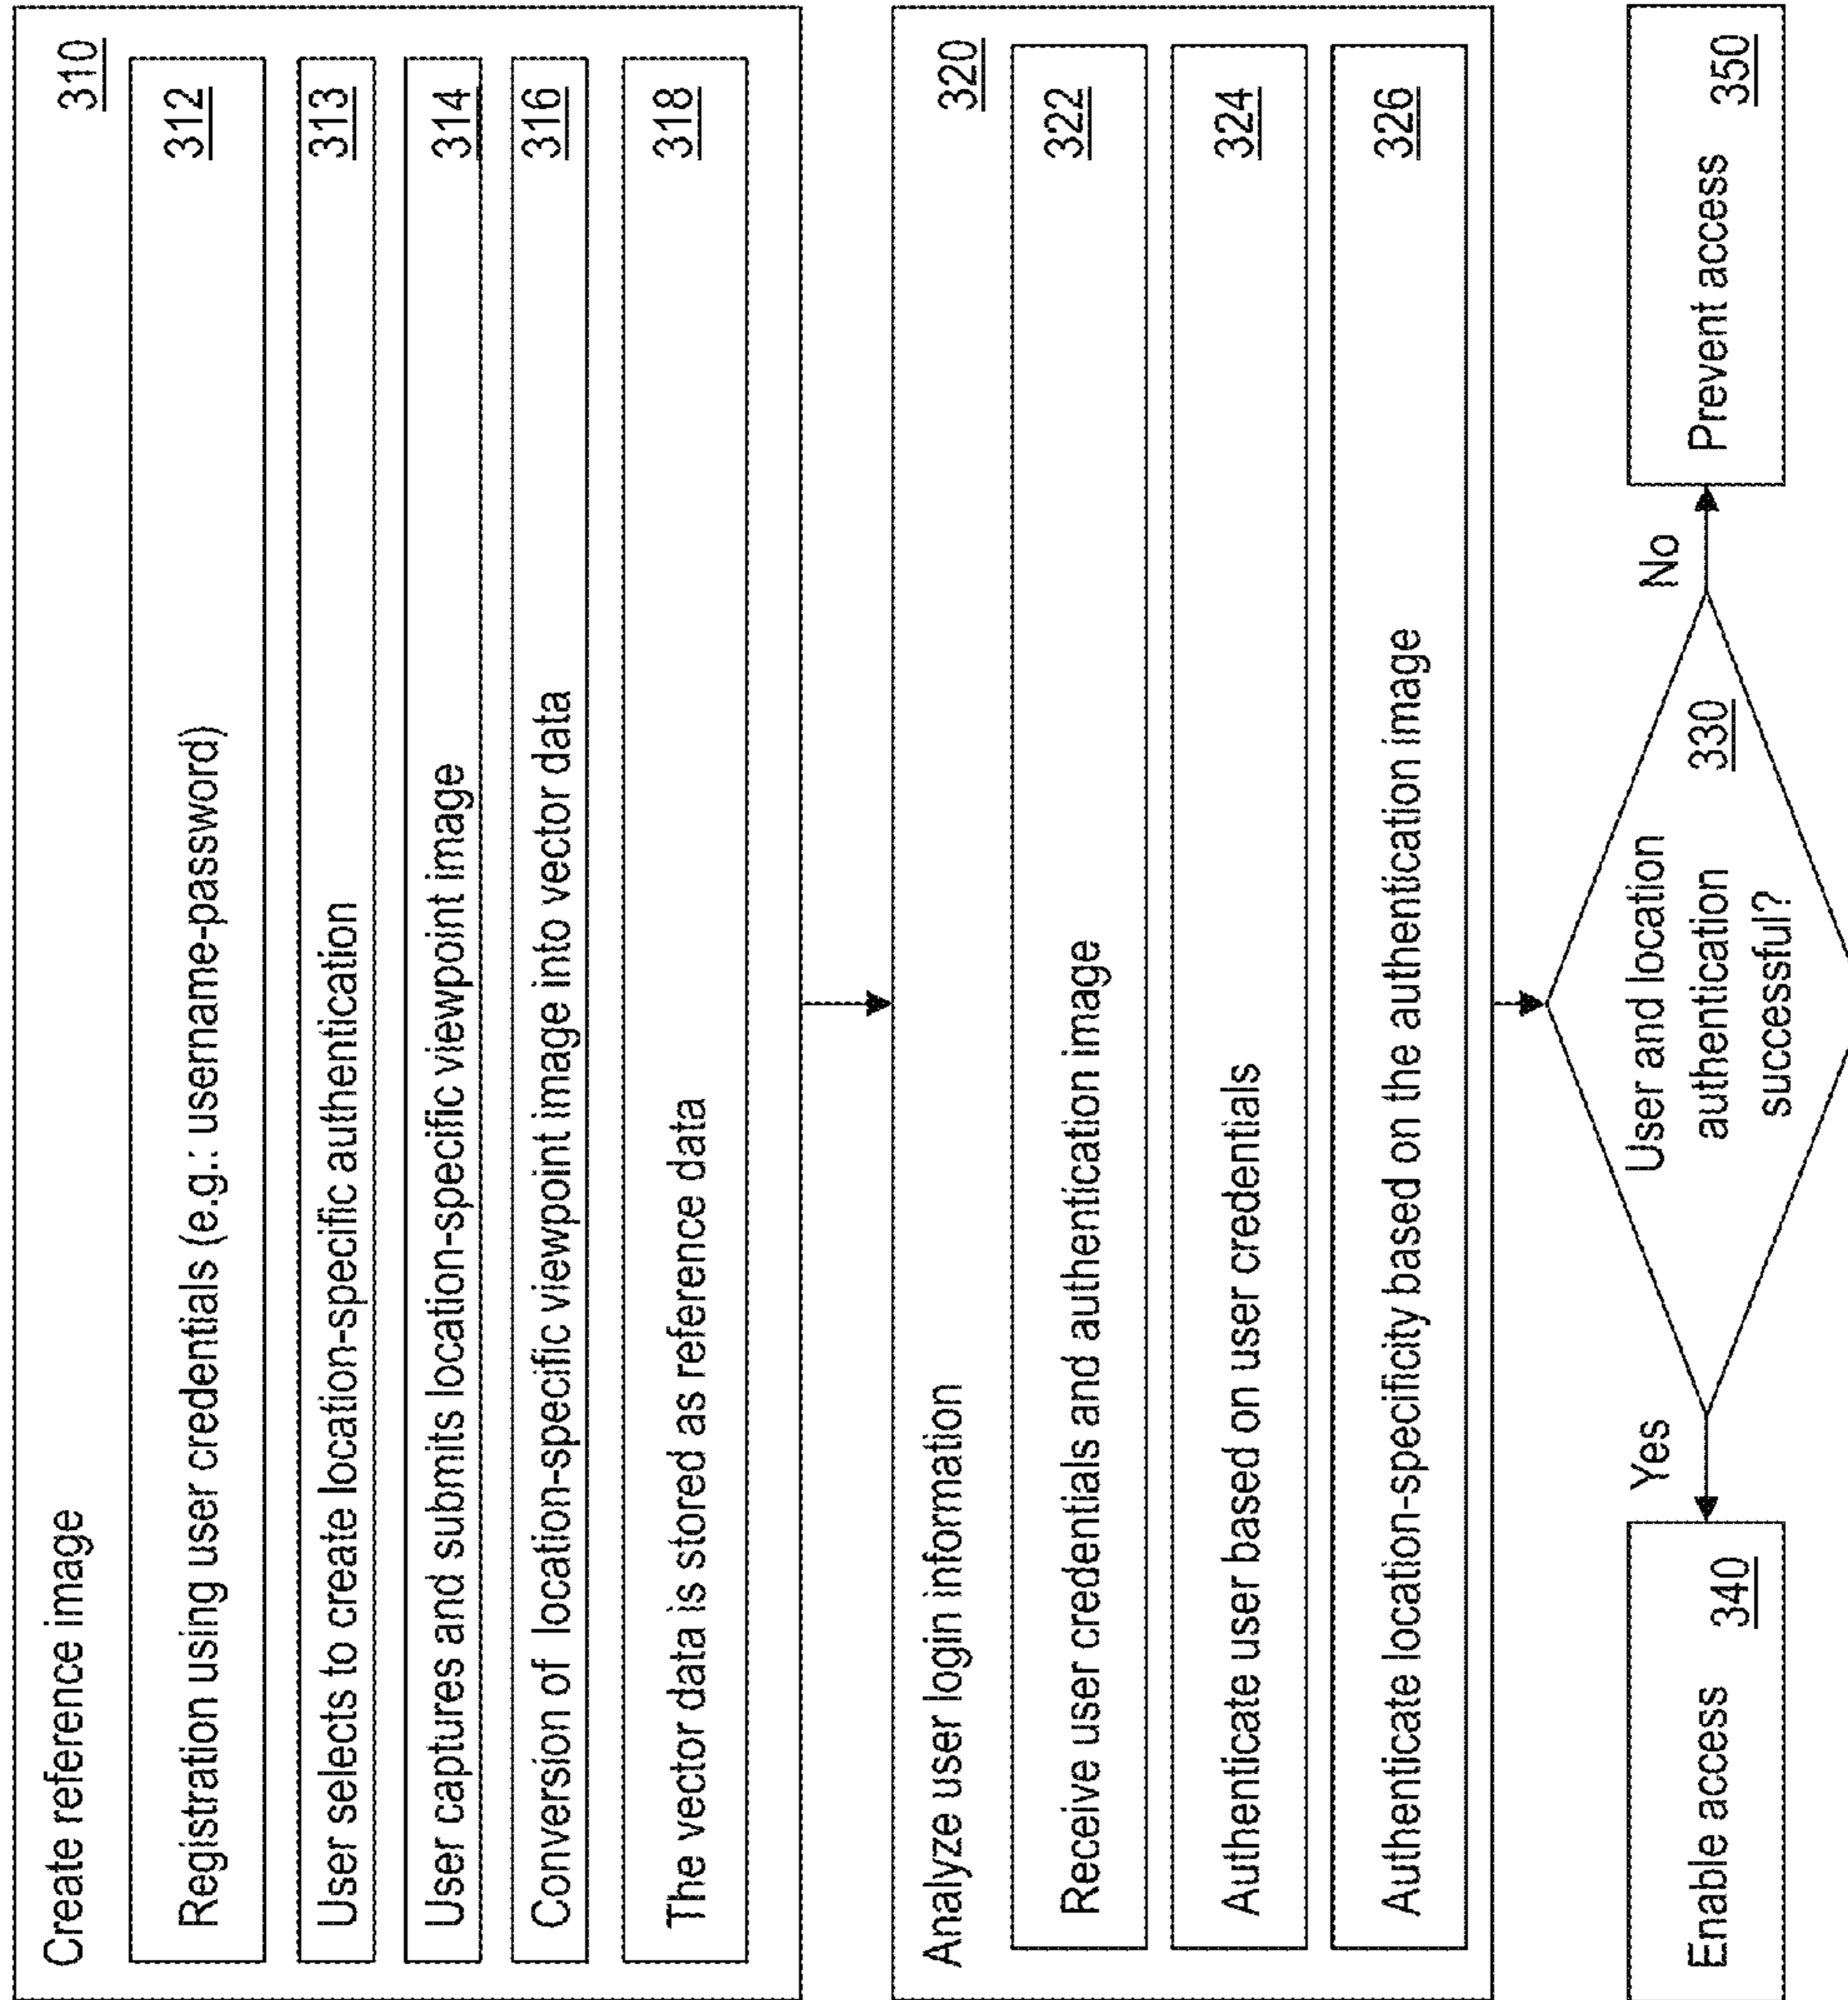 Create reference image 310
Registration using user credentials (e.g.: username-password) 312
User selects to create location-specific authentication 313
User captures and submits location-specific viewpoint image 314
Conversion of location-specific viewpoint image into vector data 316
The vector data is stored as reference data 318
Analyze user login information 320
Receive user credentials and authentication image 322
Authenticate user based on user credentials 324
Authenticate location-specificity based on the authentication image 326
User and location
authentication 330
successful?
Yes
No
Enable access 340
Prevent access 350